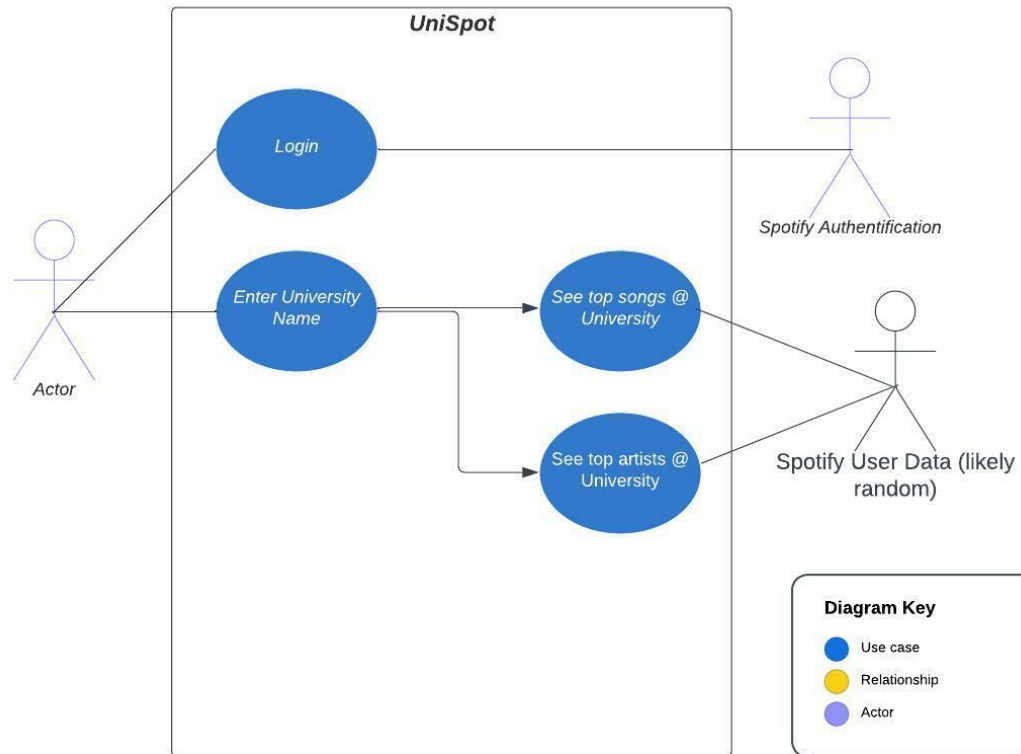 UniSpot
Login
Spotify Authentification
Enter University
Name
See top songs @
University
Actor
See top artists @
University
Spotify User Data (likely
random)
Diagram Key
Use case
Relationship
Actor